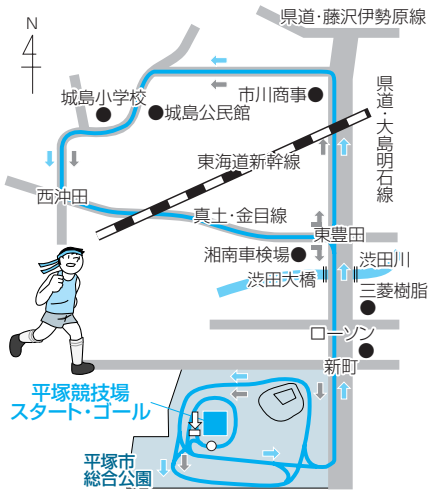 県道・藤沢伊勢原線
N
市川商事
城島小学校
城島公民館
県道・大島明石線
東海道新幹線
西沖田
真土・金目線
東豊田
湘南車検場
渋田川
渋田大橋
三菱樹脂
ローソン
新町
平塚競技場
スタート・ゴール
平塚市
総合公園